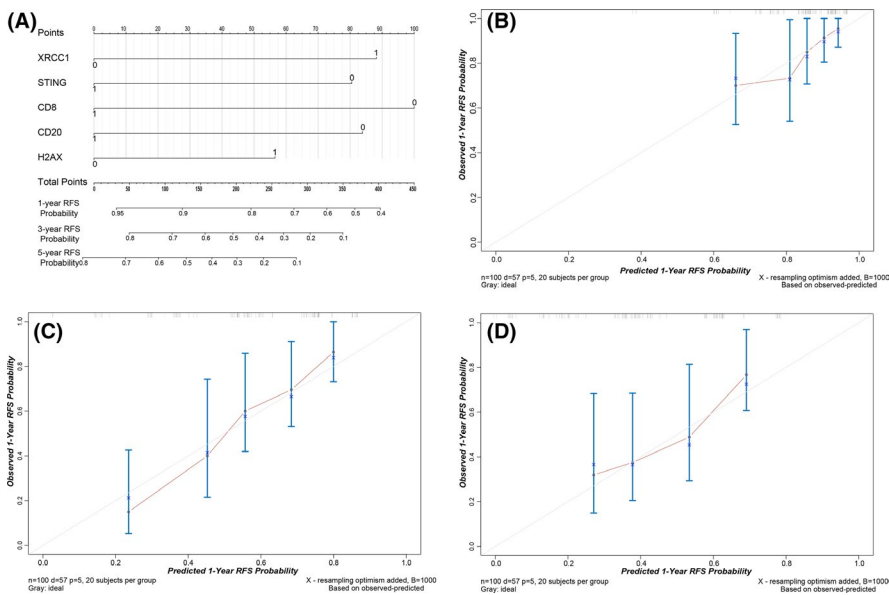 (A)
Points
0 10 20 30 40 50 60 70 80 90 100
XRCC1
0 1
STING
1 0
CD8
1 0
CD20
1 0
H2AX
0 1
Total Points
0 50 100 150 200 250 300 350 400 450
1-year RFS
Probability
0.95 0.9 0.8 0.7 0.6 0.5 0.4
3-year RFS
Probability
0.8 0.7 0.6 0.5 0.4 0.3 0.2 0.1
5-year RFS
Probability
0.8 0.7 0.6 0.5 0.4 0.3 0.2 0.1
(B)
Observed 1-Year RFS Probability
0.0 0.2 0.4 0.6 0.8 1.0
0.0 0.2 0.4 0.6 0.8 1.0
Predicted 1-Year RFS Probability
n=100 d=57 p=5, 20 subjects per group
Gray: ideal
X - resampling optimism added, B=1000
Based on observed-predicted
(C)
Observed 1-Year RFS Probability
0.0 0.2 0.4 0.6 0.8 1.0
0.0 0.2 0.4 0.6 0.8 1.0
Predicted 1-Year RFS Probability
n=100 d=57 p=5, 20 subjects per group
Gray: ideal
X - resampling optimism added, B=1000
Based on observed-predicted
(D)
Observed 1-Year RFS Probability
0.0 0.2 0.4 0.6 0.8 1.0
0.0 0.2 0.4 0.6 0.8 1.0
Predicted 1-Year RFS Probability
n=100 d=57 p=5, 20 subjects per group
Gray: ideal
X - resampling optimism added, B=1000
Based on observed-predicted